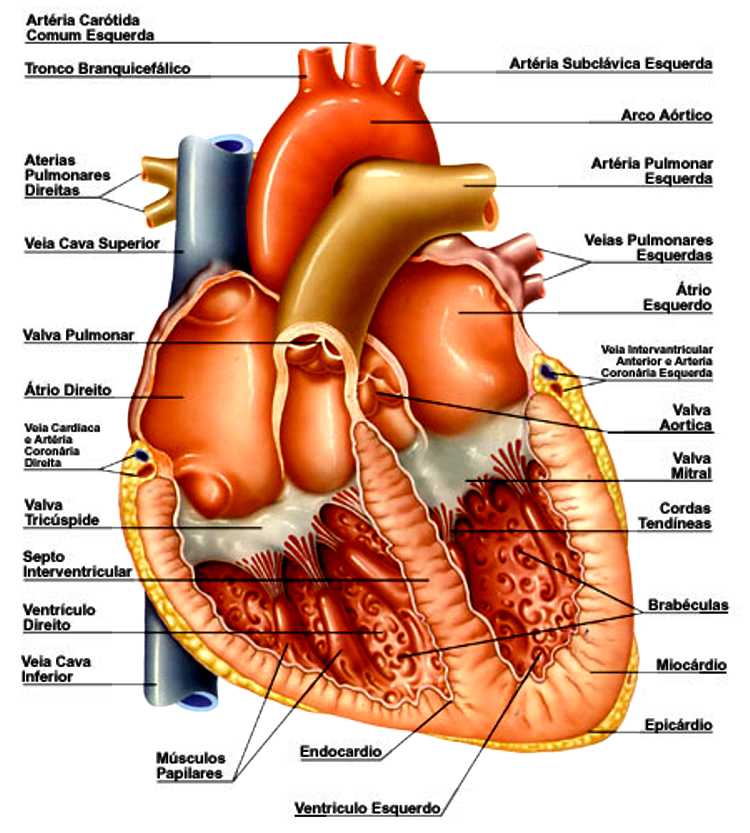 Artéria Carótida
Comum Esquerda
Tronco Branquicefálico
Artéria Subclávica Esquerda
Arco Aórtico
Aterias
Pulmonares
Direitas
Artéria Pulmonar
Esquerda
Veia Cava Superior
Veias Pulmonares
Esquerdas
Átrio
Esquerdo
Valva Pulmonar
Veia Intervantricular
Anterior e Arteria
Coronária Esquerda
Átrio Direito
Valva
Aortica
Veia Cardíaca
e Artéria
Coronária
Direita
Valva
Mitral
Valva
Tricúspide
Cordas
Tendíneas
Septo
Interventricular
Ventrículo
Direito
Brabéculas
Veia Cava
Inferior
Miocárdio
Epicárdio
Músculos
Papilares
Endocardio
Ventriculo Esquerdo